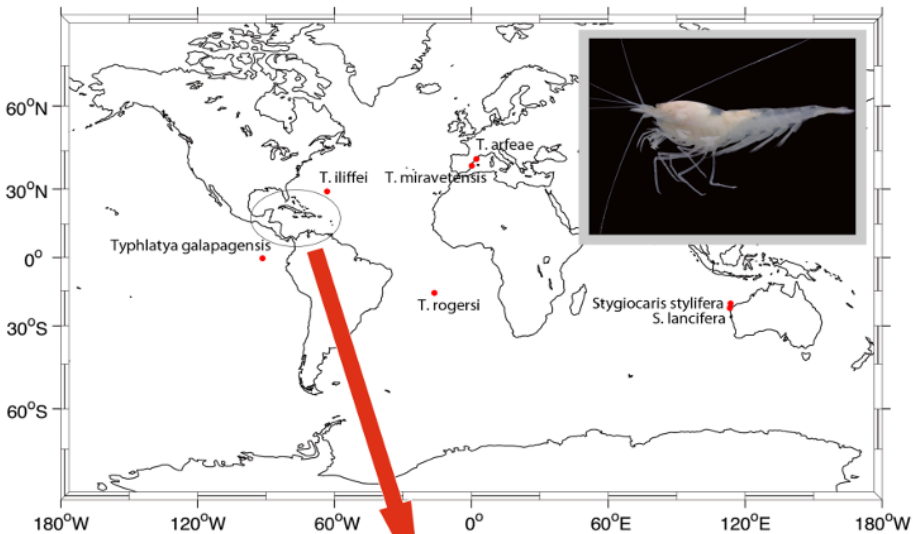 60°N
30°N
0°
30°S
60°S
T. arfeae
T. iliffei
T. miravetensis
Typhlatya galapagensis
T. rogersi
Stygiocaris stylifera
S. lancifera
180°W
120°W
60°W
0°
60°E
120°E
180°W